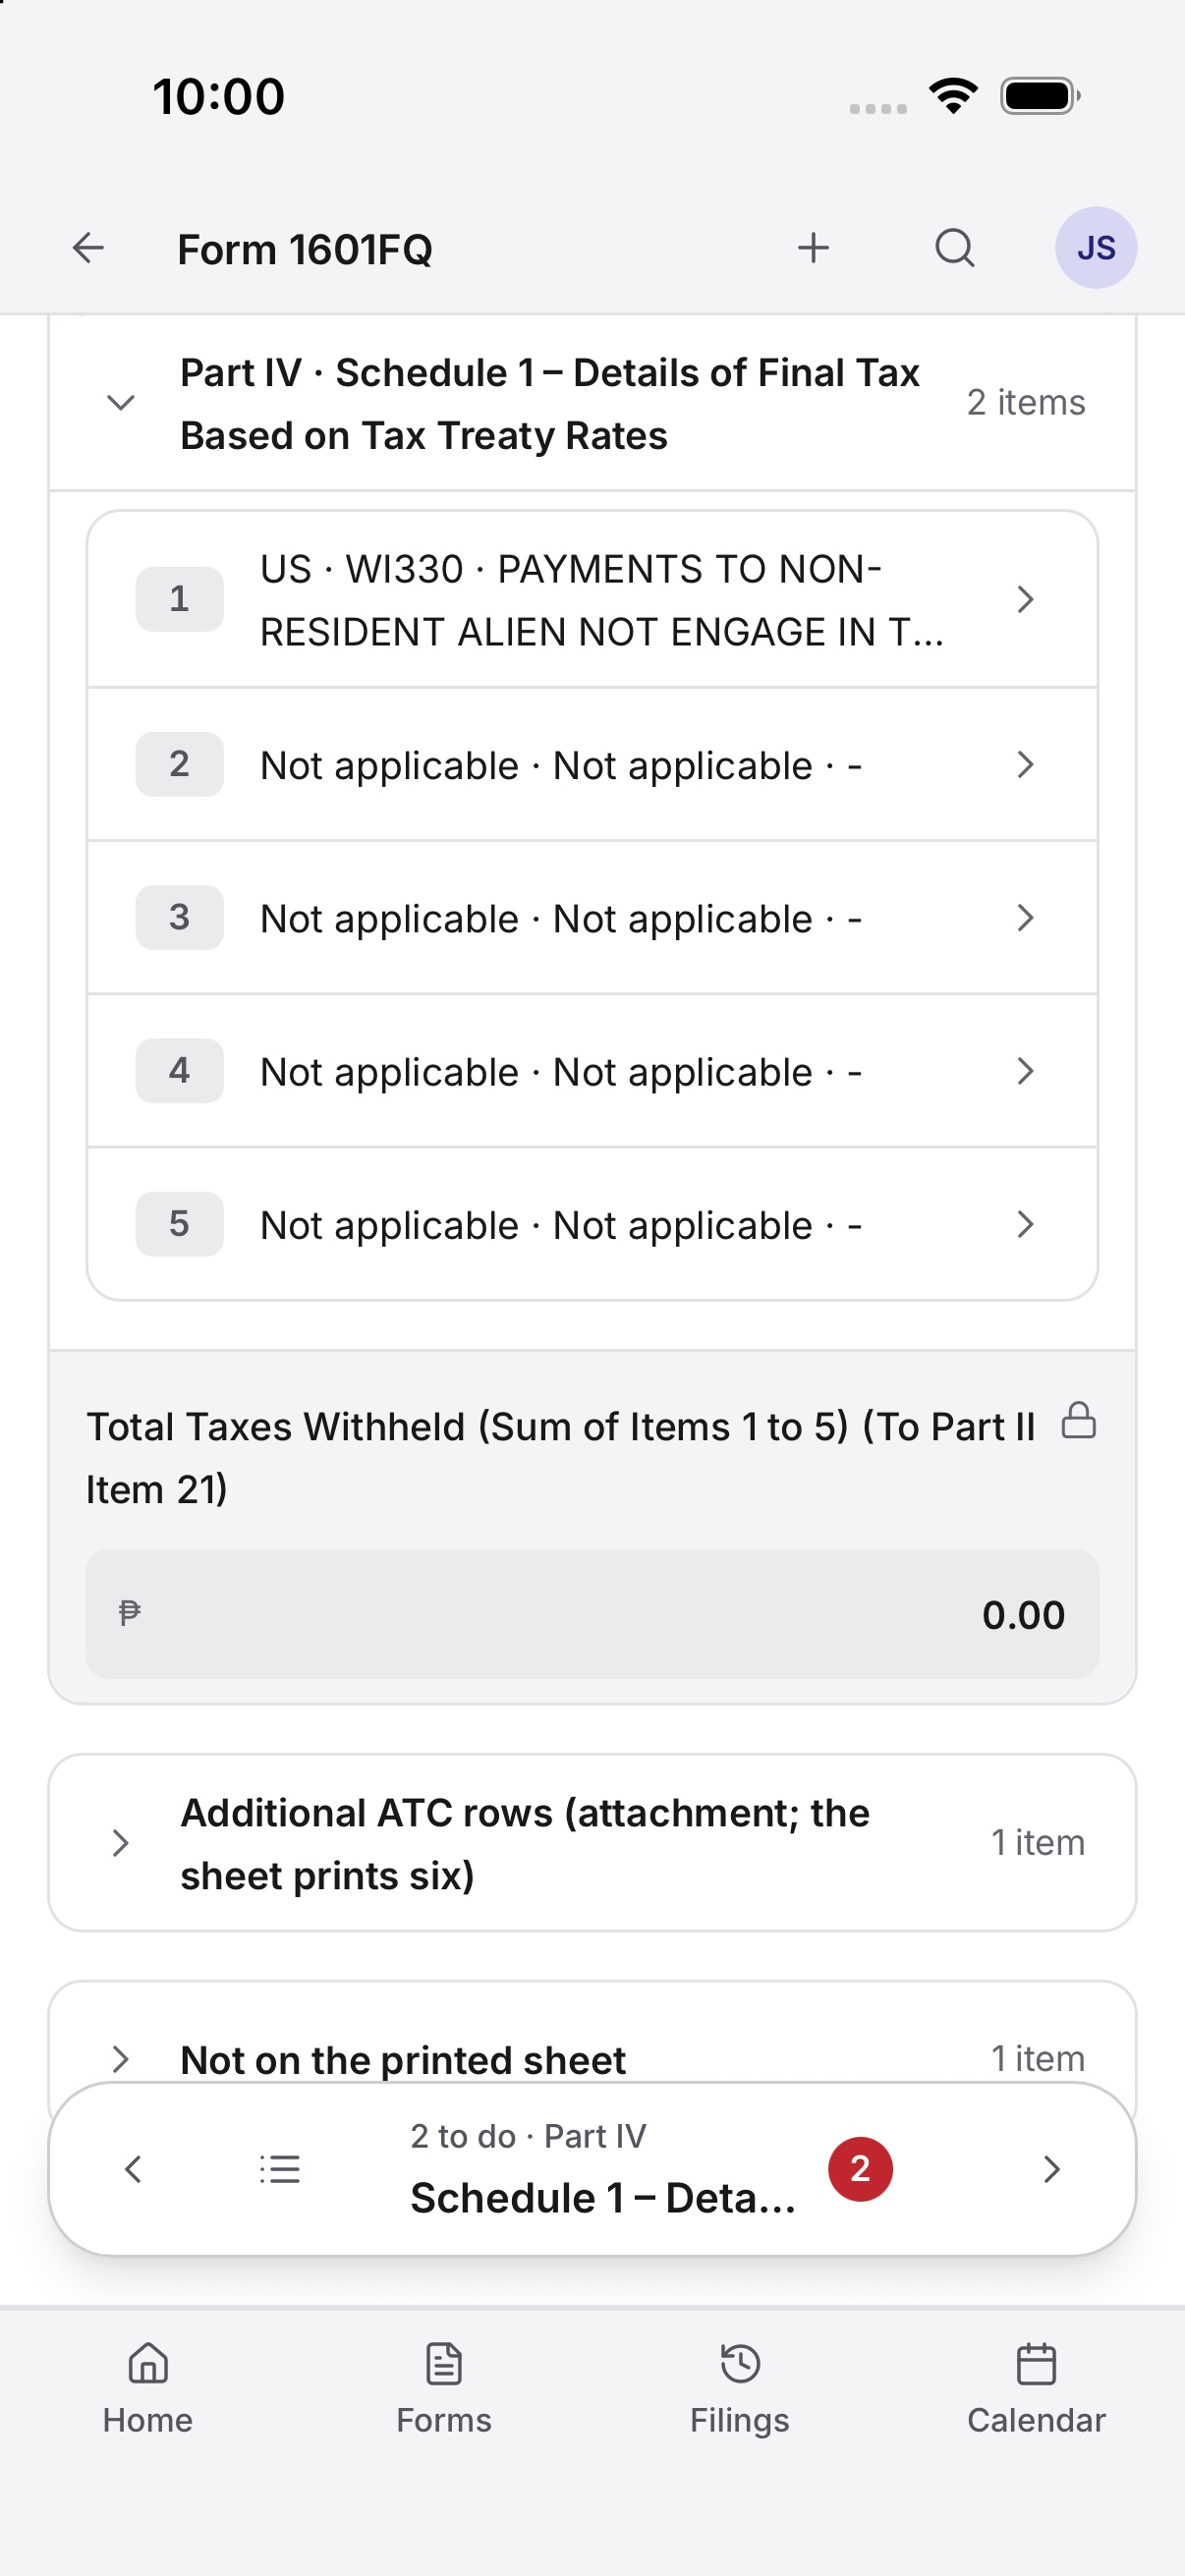 10:00
Form 1601FQ
JS
Part IV · Schedule 1 – Details of Final Tax
Based on Tax Treaty Rates
2 items
1
US · WI330 · PAYMENTS TO NON-
RESIDENT ALIEN NOT ENGAGE IN T...
2
Not applicable · Not applicable · -
3
Not applicable · Not applicable · -
4
Not applicable · Not applicable · -
5
Not applicable · Not applicable · -
Total Taxes Withheld (Sum of Items 1 to 5) (To Part II
Item 21)
₱ 0.00
Additional ATC rows (attachment; the
sheet prints six)
1 item
Not on the printed sheet
1 item
2 to do · Part IV
Schedule 1 – Deta...
2
Home
Forms
Filings
Calendar